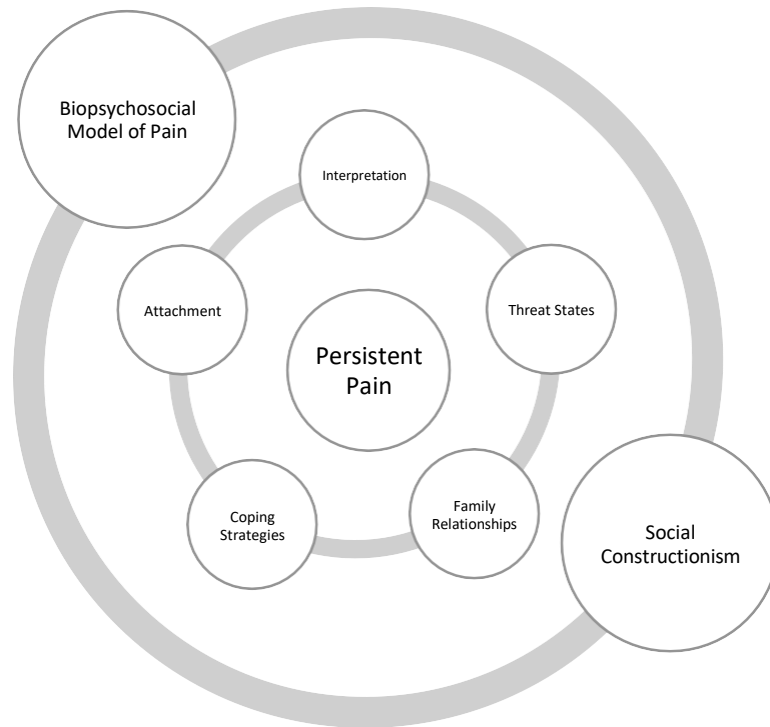 Biopsychosocial
Model of Pain
Interpretation
Attachment
Threat States
Persistent
Pain
Coping
Strategies
Family
Relationships
Social
Constructionism